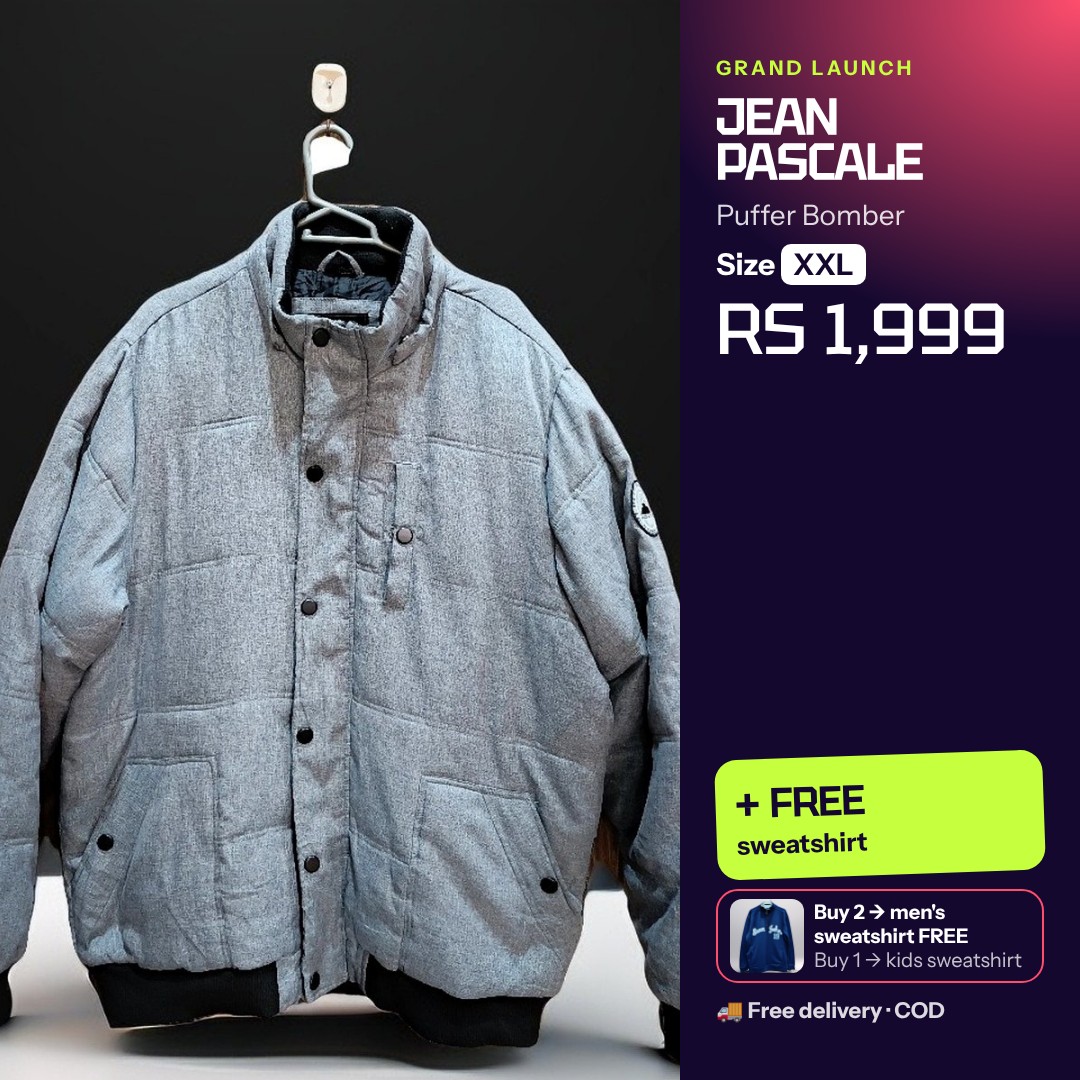 GRAND LAUNCH
JEAN
PASCALE
Puffer Bomber
Size XXL
RS 1,999
+ FREE
sweatshirt
Buy 2 → men's
sweatshirt FREE
Buy 1 → kids sweatshirt
🚚 Free delivery · COD